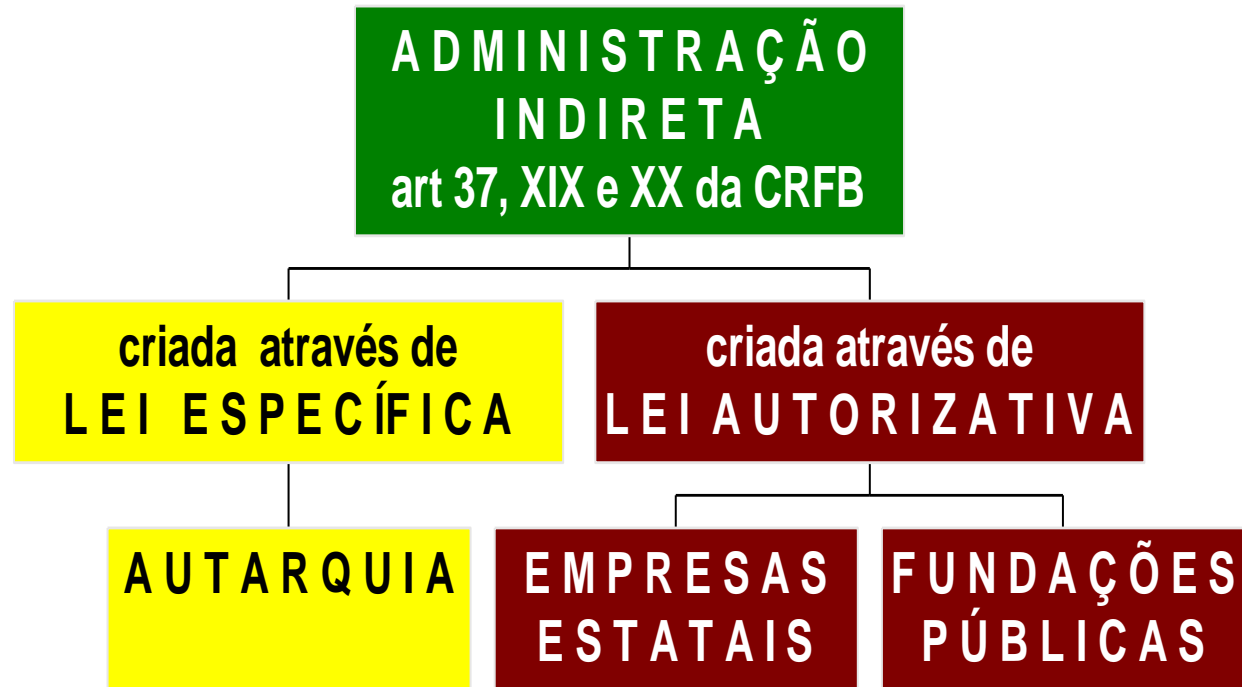 ADMINISTRAÇÃO
INDIRETA
art 37, XIX e XX da CRFB
criada através de
LEI ESPECÍFICA
criada através de
LEI AUTORIZATIVA
AUTARQUIA
EMPRESAS
ESTATAIS
FUNDAÇÕES
PÚBLICAS